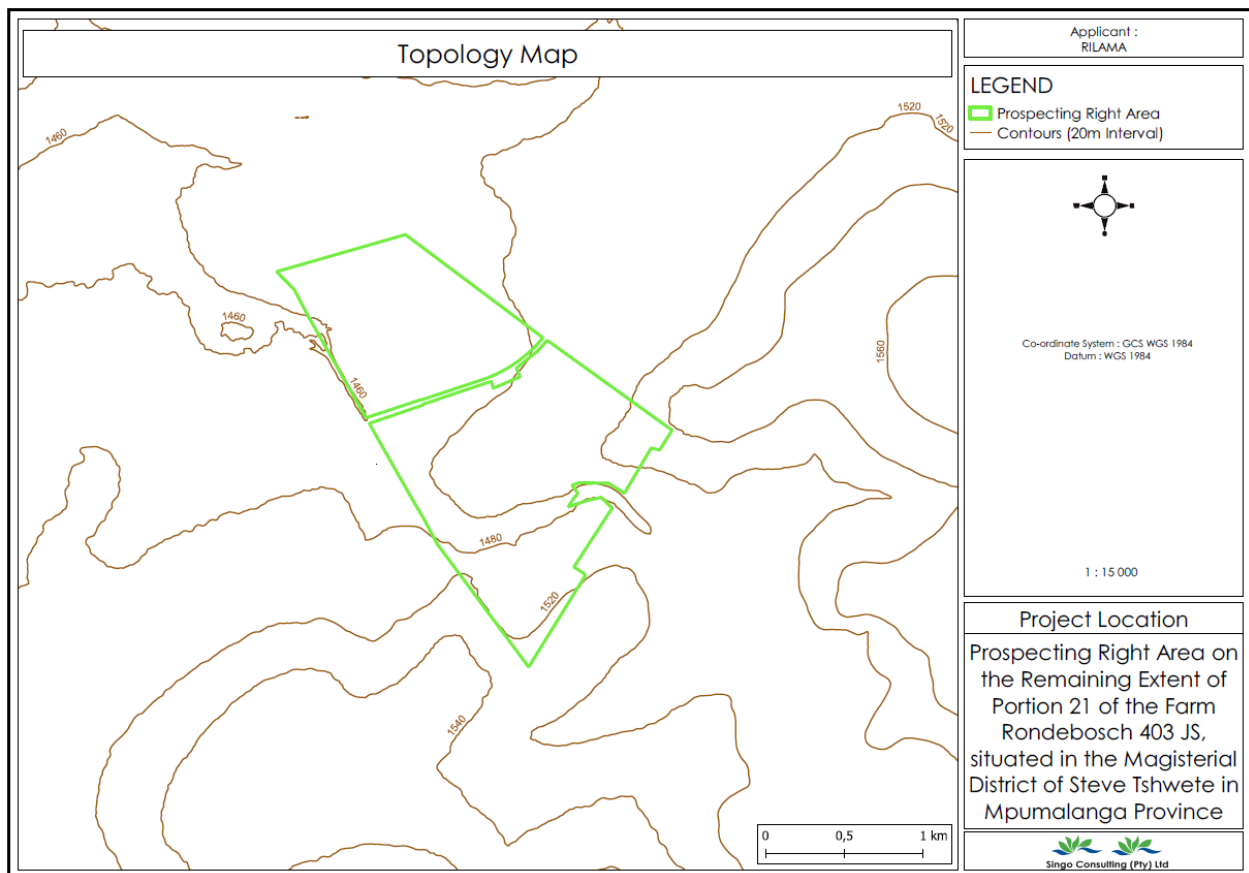 Topology Map
Applicant :
RILAMA
LEGEND
Prospecting Right Area
Contours (20m Interval)
Co-ordinate System : GCS WGS 1984
Datum : WGS 1984
1 : 15 000
Project Location
Prospecting Right Area on
the Remaining Extent of
Portion 21 of the Farm
Rondebosch 403 JS,
situated in the Magisterial
District of Steve Tshwete in
Mpumalanga Province
Singo Consulting (Pty) Ltd
1460
1520
1520
1460
1560
1460
1480
1520
1540
0 0,5 1 km